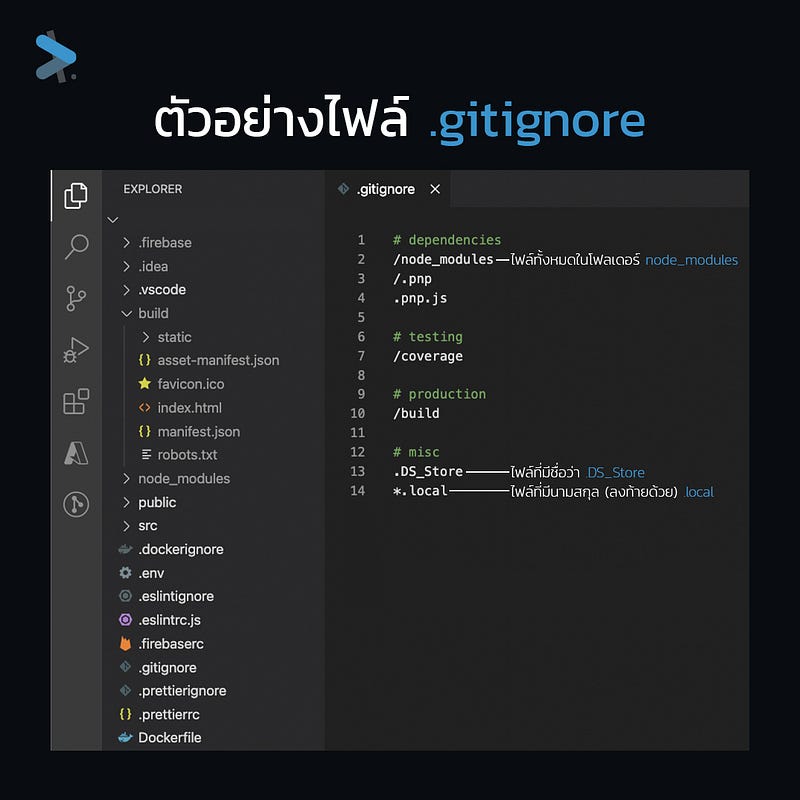 ตัวอย่างไฟล์ .gitignore
EXPLORER
.firebase
.idea
.vscode
build
static
asset-manifest.json
favicon.ico
index.html
manifest.json
robots.txt
node_modules
public
src
.dockerignore
.env
.eslintignore
.eslintrc.js
.firebaserc
.gitignore
.prettierignore
.prettierrc
Dockerfile
.gitignore
1 # dependencies
2 /node_modules ไฟล์ทั้งหมดในโฟลเดอร์ node_modules
3 /.pnp
4 .pnp.js
5
6 # testing
7 /coverage
8
9 # production
10 /build
11
12 # misc
13 .DS_Store ไฟล์ที่มีชื่อว่า .DS_Store
14 *.local ไฟล์ที่มีนามสกุล (ลงท้ายด้วย) .local